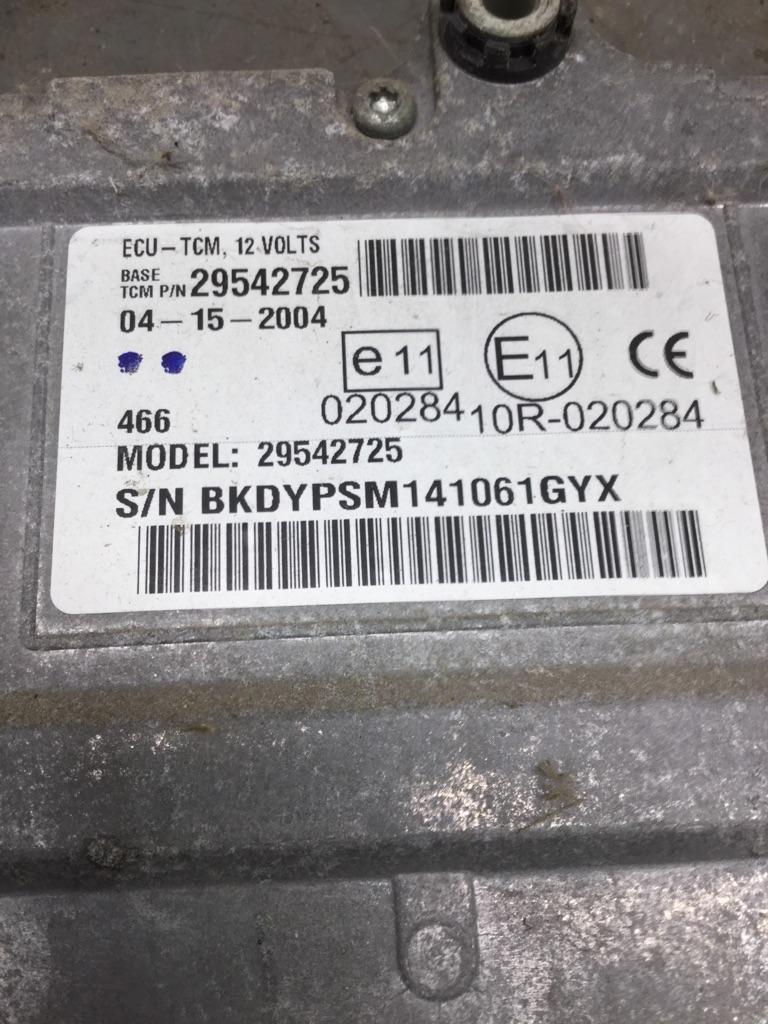 ECU-TCM, 12 VOLTS
BASE
TCM P/N 29542725
04-15-2004
e11 E11 CE
020284 10R-020284
466
MODEL: 29542725
S/N BKDYPSM141061GYX